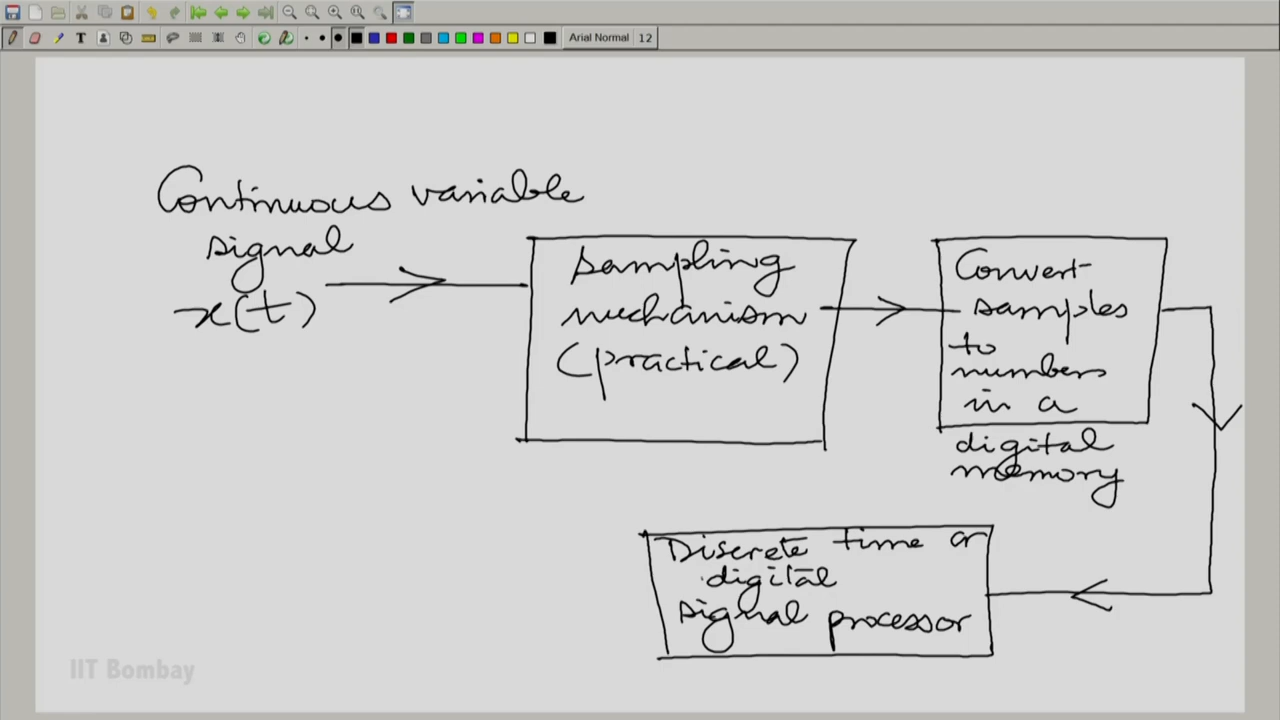 Arial Normal 12
Continuous variable
signal
x(t)
Sampling
mechanism
(practical)
Convert
samples
to
numbers
in a
digital
memory
Discrete time or
digital
signal processor
IIT Bombay